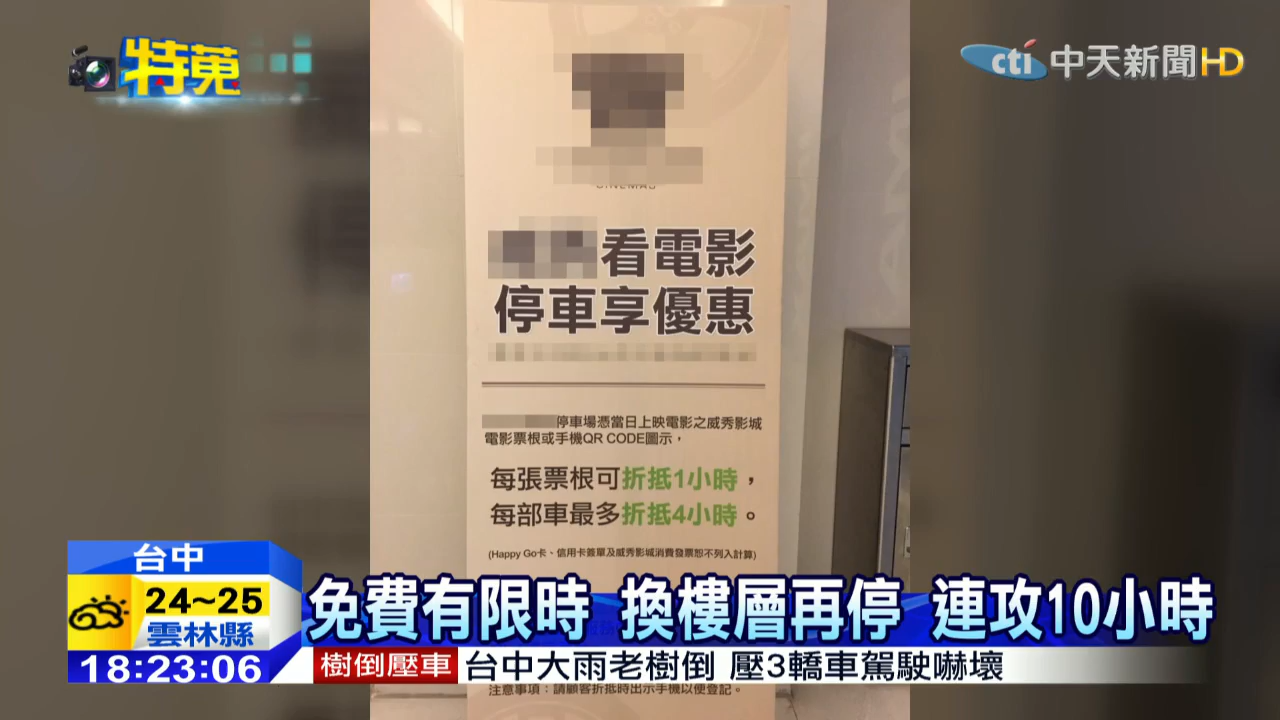 特蒐
cti 中天新聞HD
看電影
停車享優惠
停車場憑當日上映電影之威秀影城
電影票根或手機QR CODE圖示，
每張票根可折抵1小時，
每部車最多折抵4小時。
(Happy Go卡、信用卡簽單及威秀影城消費發票恕不列入計算)
台中
24~25
雲林縣
18:23:06
免費有限時 換樓層再停 連攻10小時
樹倒壓車 台中大雨老樹倒 壓3轎車駕駛嚇壞
注意事項：請顧客折抵時出示手機以便登記。